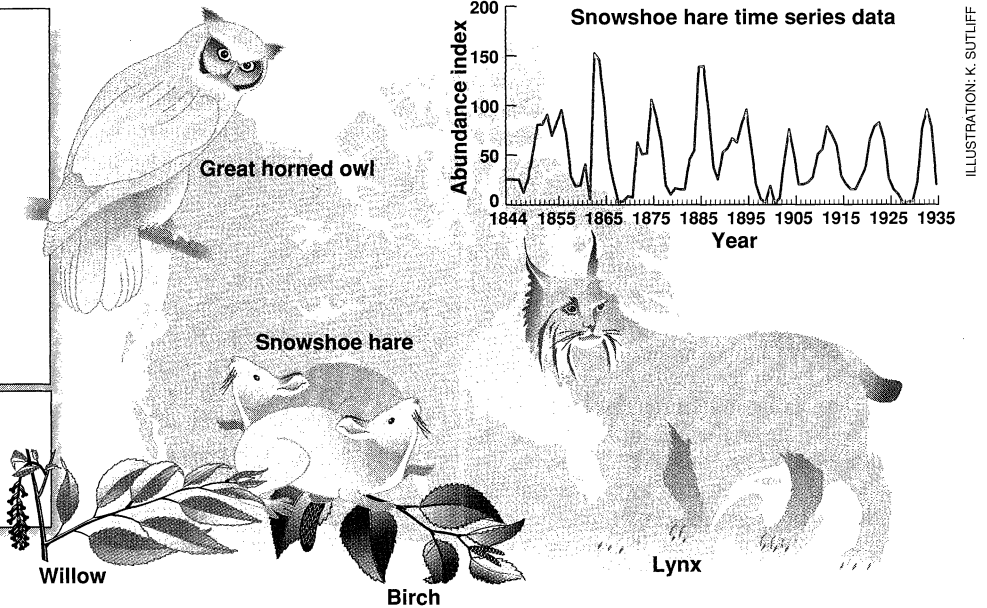 Snowshoe hare time series data
200
150
100
50
0
Abundance index
1844 1855 1865 1875 1885 1895 1905 1915 1925 1935
Year
ILLUSTRATION: K. SUTLIFF
Great horned owl
Snowshoe hare
Lynx
Willow
Birch